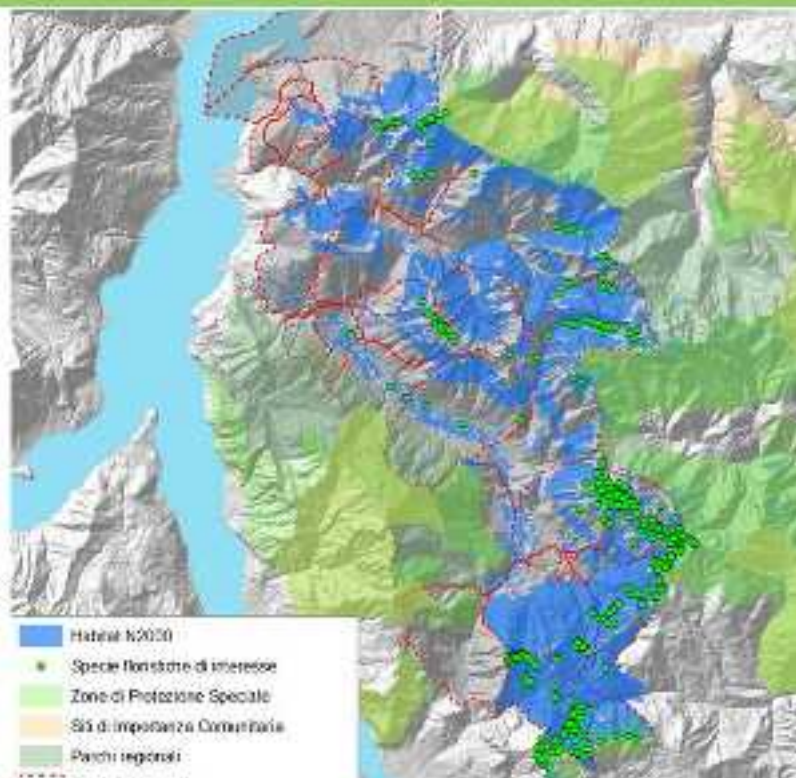 Habitat N2000
Specie floristiche di interesse
Zone di Protezione Speciale
Siti di Importanza Comunitaria
Parchi regionali